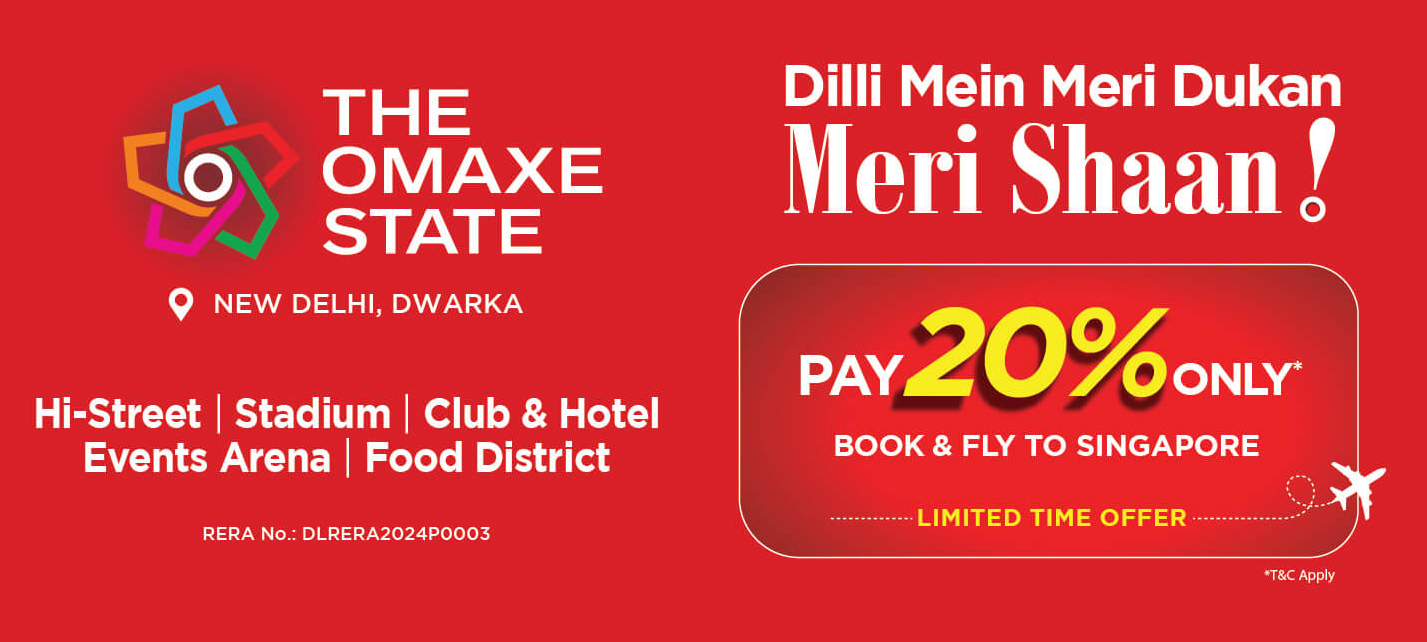 THE
OMAXE
STATE
NEW DELHI, DWARKA
Hi-Street | Stadium | Club & Hotel
Events Arena | Food District
RERA No.: DLRERA2024P0003
Dilli Mein Meri Dukan
Meri Shaan!
PAY 20% ONLY*
BOOK & FLY TO SINGAPORE
LIMITED TIME OFFER
*T&C Apply